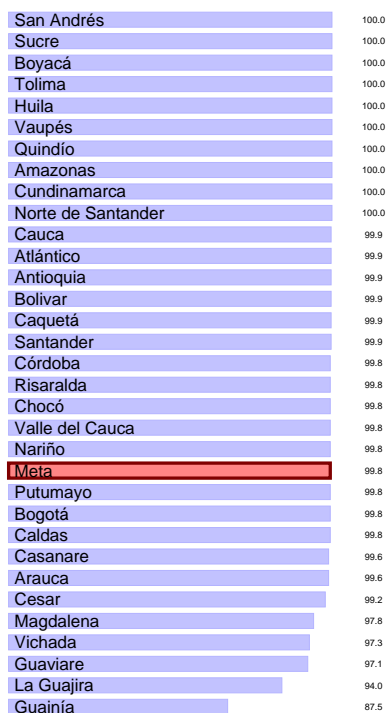 San Andrés 100.0
Sucre 100.0
Boyacá 100.0
Tolima 100.0
Huila 100.0
Vaupés 100.0
Quindío 100.0
Amazonas 100.0
Cundinamarca 100.0
Norte de Santander 100.0
Cauca 99.9
Atlántico 99.9
Antioquia 99.9
Bolivar 99.9
Caquetá 99.9
Santander 99.9
Córdoba 99.8
Risaralda 99.8
Chocó 99.8
Valle del Cauca 99.8
Nariño 99.8
Meta 99.8
Putumayo 99.8
Bogotá 99.8
Caldas 99.8
Casanare 99.6
Arauca 99.6
Cesar 99.2
Magdalena 97.8
Vichada 97.3
Guaviare 97.1
La Guajira 94.0
Guainía 87.5